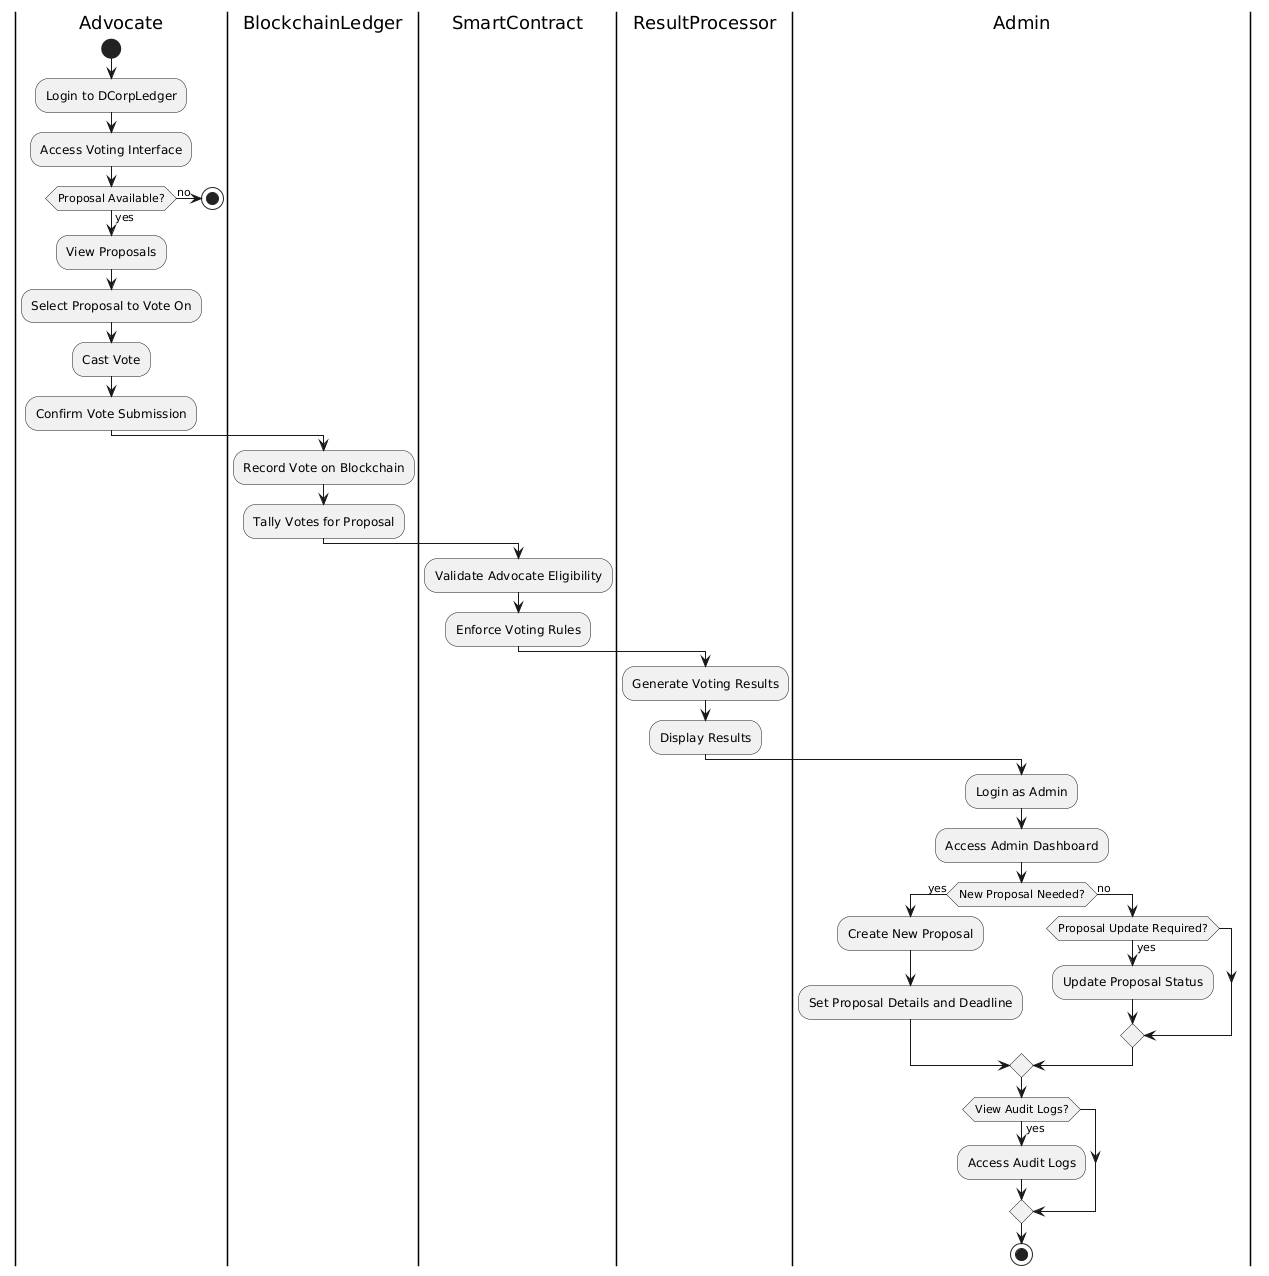 Advocate
BlockchainLedger
SmartContract
ResultProcessor
Admin
Login to DCorpLedger
Access Voting Interface
Proposal Available?
no
yes
View Proposals
Select Proposal to Vote On
Cast Vote
Confirm Vote Submission
Record Vote on Blockchain
Tally Votes for Proposal
Validate Advocate Eligibility
Enforce Voting Rules
Generate Voting Results
Display Results
Login as Admin
Access Admin Dashboard
yes
New Proposal Needed?
no
Create New Proposal
Proposal Update Required?
yes
Set Proposal Details and Deadline
Update Proposal Status
View Audit Logs?
yes
Access Audit Logs